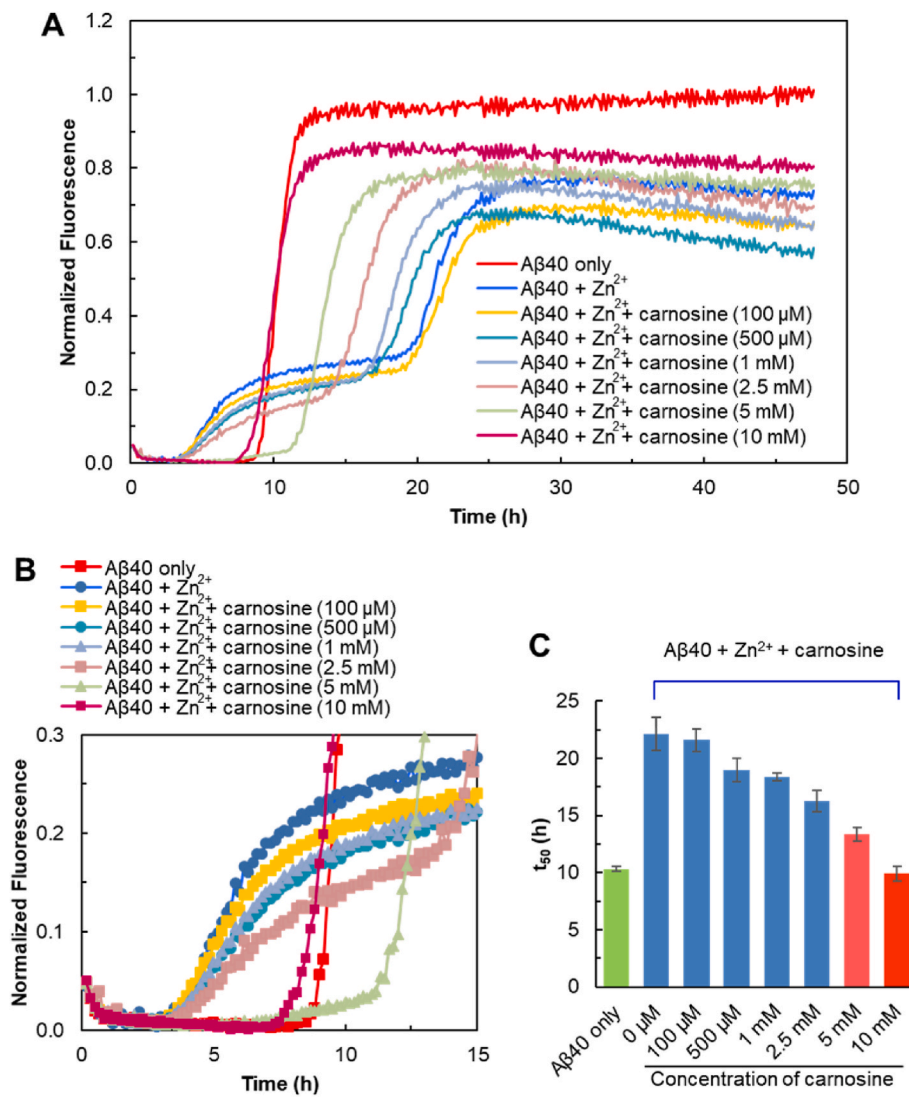 A
Normalized Fluorescence
1.2
1.0
0.8
0.6
0.4
0.2
0.0
0
10
20
30
40
50
Time (h)
Aβ40 only
Aβ40 + Zn²⁺
Aβ40 + Zn²⁺ + carnosine (100 µM)
Aβ40 + Zn²⁺ + carnosine (500 µM)
Aβ40 + Zn²⁺ + carnosine (1 mM)
Aβ40 + Zn²⁺ + carnosine (2.5 mM)
Aβ40 + Zn²⁺ + carnosine (5 mM)
Aβ40 + Zn²⁺ + carnosine (10 mM)
B
Aβ40 only
Aβ40 + Zn²⁺
Aβ40 + Zn²⁺ + carnosine (100 µM)
Aβ40 + Zn²⁺ + carnosine (500 µM)
Aβ40 + Zn²⁺ + carnosine (1 mM)
Aβ40 + Zn²⁺ + carnosine (2.5 mM)
Aβ40 + Zn²⁺ + carnosine (5 mM)
Aβ40 + Zn²⁺ + carnosine (10 mM)
Normalized Fluorescence
0.3
0.2
0.1
0.0
0
5
10
15
Time (h)
C
Aβ40 + Zn²⁺ + carnosine
t₅₀ (h)
25
20
15
10
5
0
Aβ40 only
0 µM
100 µM
500 µM
1 mM
2.5 mM
5 mM
10 mM
Concentration of carnosine